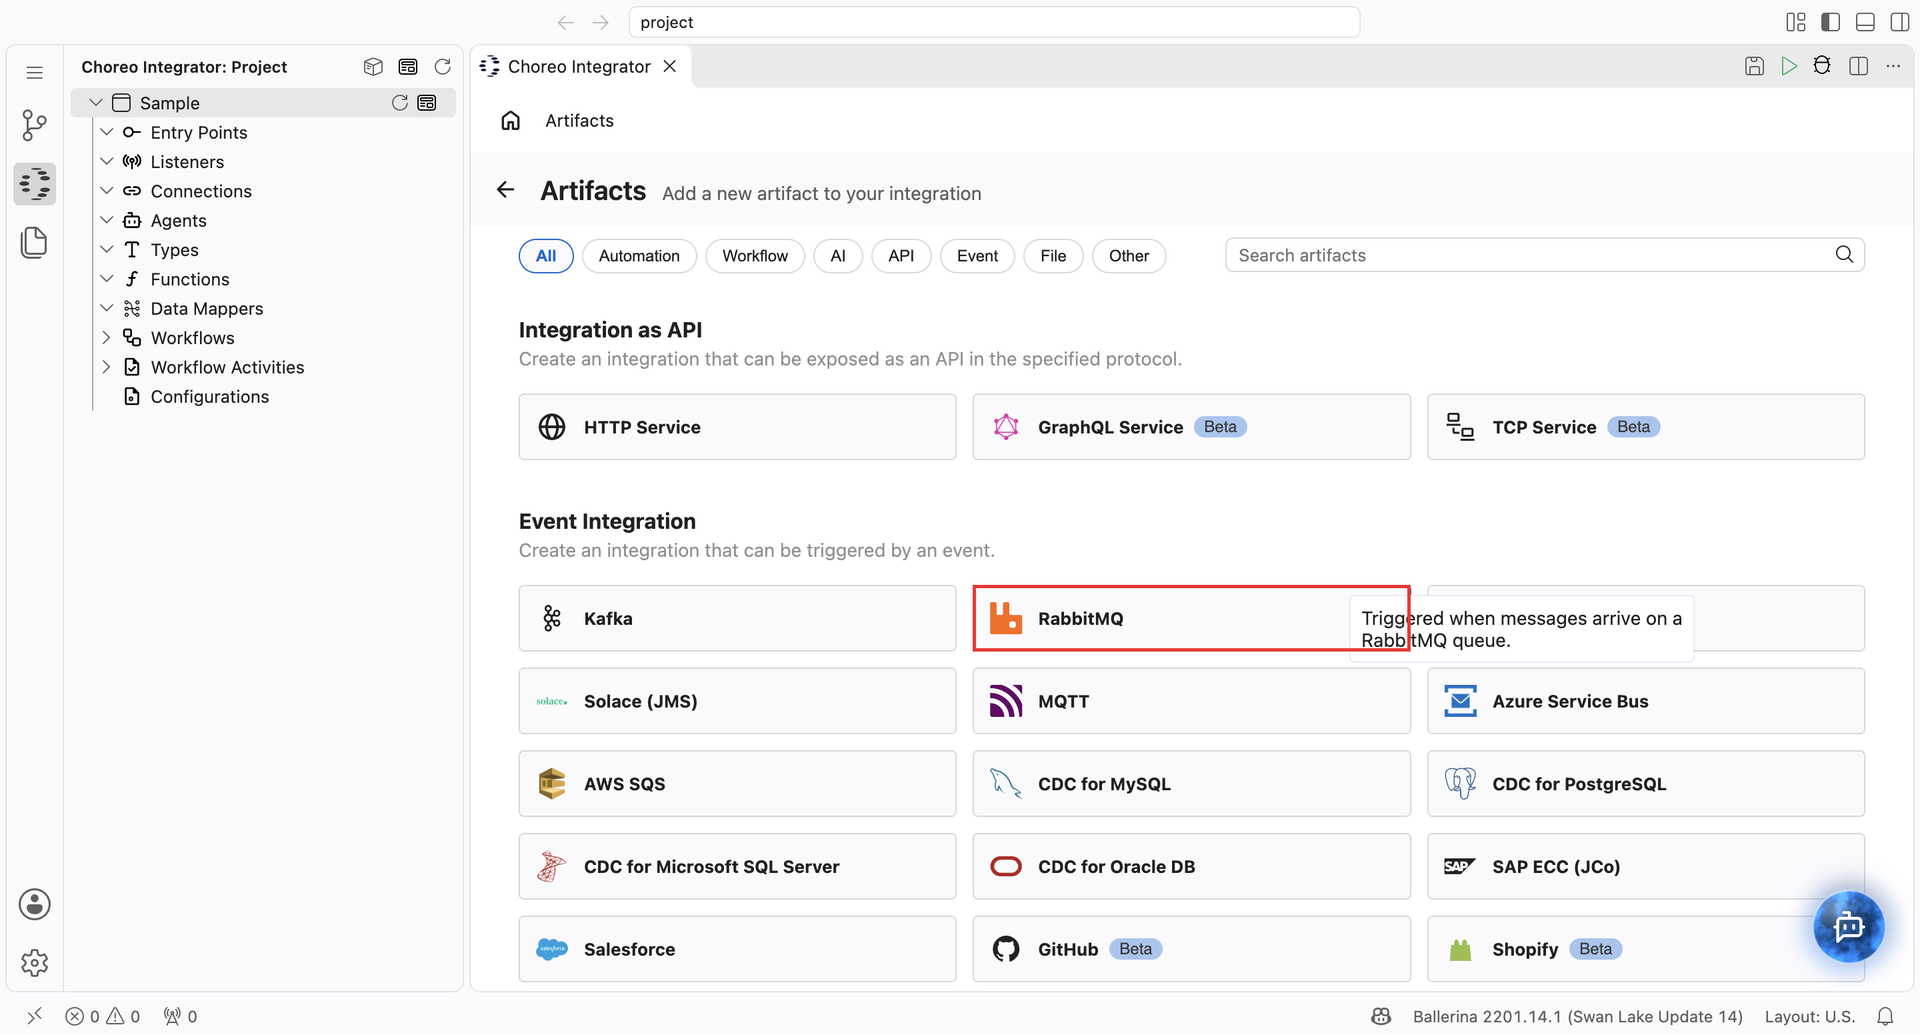 project
Choreo Integrator: Project
Sample
Entry Points
Listeners
Connections
Agents
Types
Functions
Data Mappers
Workflows
Workflow Activities
Configurations
Choreo Integrator
Artifacts
Artifacts Add a new artifact to your integration
All Automation Workflow AI API Event File Other Search artifacts
Integration as API
Create an integration that can be exposed as an API in the specified protocol.
HTTP Service
GraphQL Service Beta
TCP Service Beta
Event Integration
Create an integration that can be triggered by an event.
Kafka
RabbitMQ
Triggered when messages arrive on a
RabbitMQ queue.
solace. Solace (JMS)
MQTT
Azure Service Bus
AWS SQS
CDC for MySQL
CDC for PostgreSQL
CDC for Microsoft SQL Server
CDC for Oracle DB
SAP SAP ECC (JCo)
salesforce Salesforce
GitHub Beta
Shopify Beta
0 0 0
Ballerina 2201.14.1 (Swan Lake Update 14) Layout: U.S.